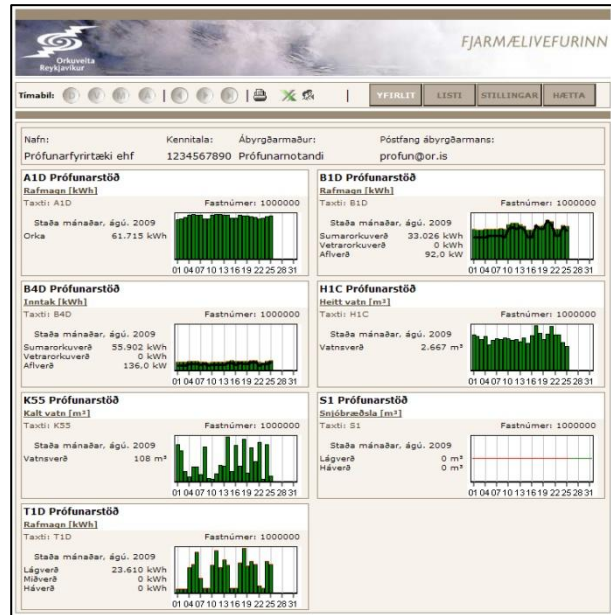 Orkuveita
Reykjavíkur
FJARMÆLIVEFURINN
Tímabil: D V M A
YFIRLIT LISTI STILLINGAR HÆTTA
Nafn: Kennitala: Ábyrgðarmaður: Póstfang ábyrgðarmans:
Prófunarfyrirtæki ehf 1234567890 Prófunarnotandi profun@or.is
A1D Prófunarstöð
Rafmagn [kWh]
Taxti: A1D Fastnúmer: 1000000
Staða mánaðar, ágú. 2009
Orka 61.715 kWh
01 04 07 10 13 16 19 22 25 28 31
B1D Prófunarstöð
Rafmagn [kWh]
Taxti: B1D Fastnúmer: 1000000
Staða mánaðar, ágú. 2009
Sumarorkuverð 33.026 kWh
Vetrarorkuverð 0 kWh
Aflverð 92,0 kW
01 04 07 10 13 16 19 22 25 28 31
B4D Prófunarstöð
Inntak [kWh]
Taxti: B4D Fastnúmer: 1000000
Staða mánaðar, ágú. 2009
Sumarorkuverð 55.902 kWh
Vetrarorkuverð 0 kWh
Aflverð 136,0 kW
01 04 07 10 13 16 19 22 25 28 31
H1C Prófunarstöð
Heitt vatn [m³]
Taxti: H1C Fastnúmer: 1000000
Staða mánaðar, ágú. 2009
Vatnsverð 2.667 m³
01 04 07 10 13 16 19 22 25 28 31
K55 Prófunarstöð
Kalt vatn [m³]
Taxti: K55 Fastnúmer: 1000000
Staða mánaðar, ágú. 2009
Vatnsverð 108 m³
01 04 07 10 13 16 19 22 25 28 31
S1 Prófunarstöð
Snjóbræðsla [m³]
Taxti: S1 Fastnúmer: 1000000
Staða mánaðar, ágú. 2009
Lágverð 0 m³
Háverð 0 m³
01 04 07 10 13 16 19 22 25 28 31
T1D Prófunarstöð
Rafmagn [kWh]
Taxti: T1D Fastnúmer: 1000000
Staða mánaðar, ágú. 2009
Lágverð 23.610 kWh
Miðverð 0 kWh
Háverð 0 kWh
01 04 07 10 13 16 19 22 25 28 31